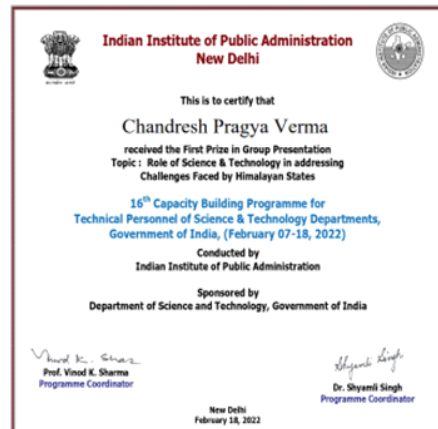 Indian Institute of Public Administration
New Delhi
This is to certify that
Chandresh Pragya Verma
received the First Prize in Group Presentation
Topic : Role of Science & Technology in addressing
Challenges Faced by Himalayan States
16th Capacity Building Programme for
Technical Personnel of Science & Technology Departments,
Government of India, (February 07-18, 2022)
Conducted by
Indian Institute of Public Administration
Sponsored by
Department of Science and Technology, Government of India
Prof. Vinod K. Sharma
Programme Coordinator
Shyamli Singh
Dr. Shyamli Singh
Programme Coordinator
New Delhi
February 18, 2022